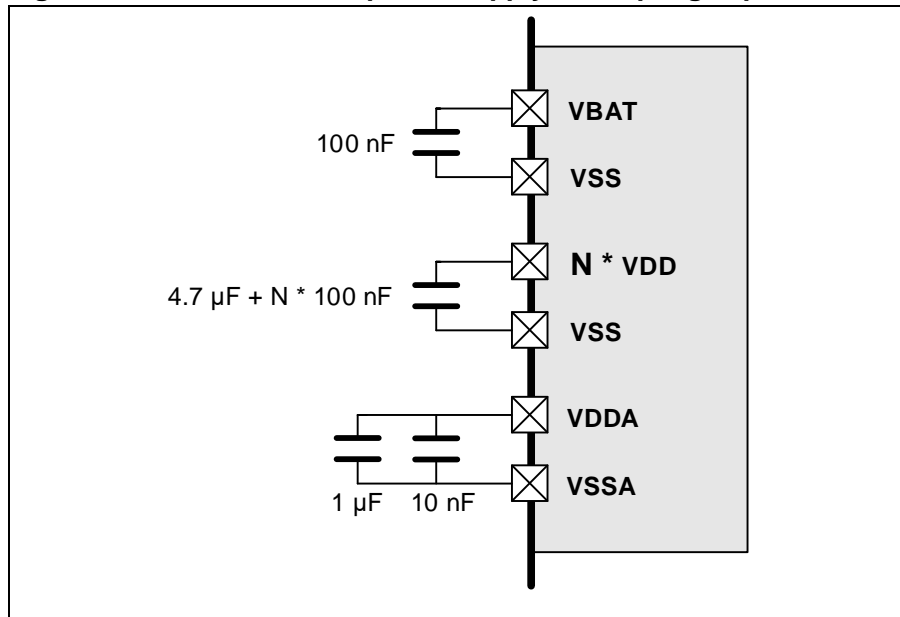 VBAT
100 nF
VSS
N * VDD
4.7 µF + N * 100 nF
VSS
VDDA
VSSA
1 µF 10 nF